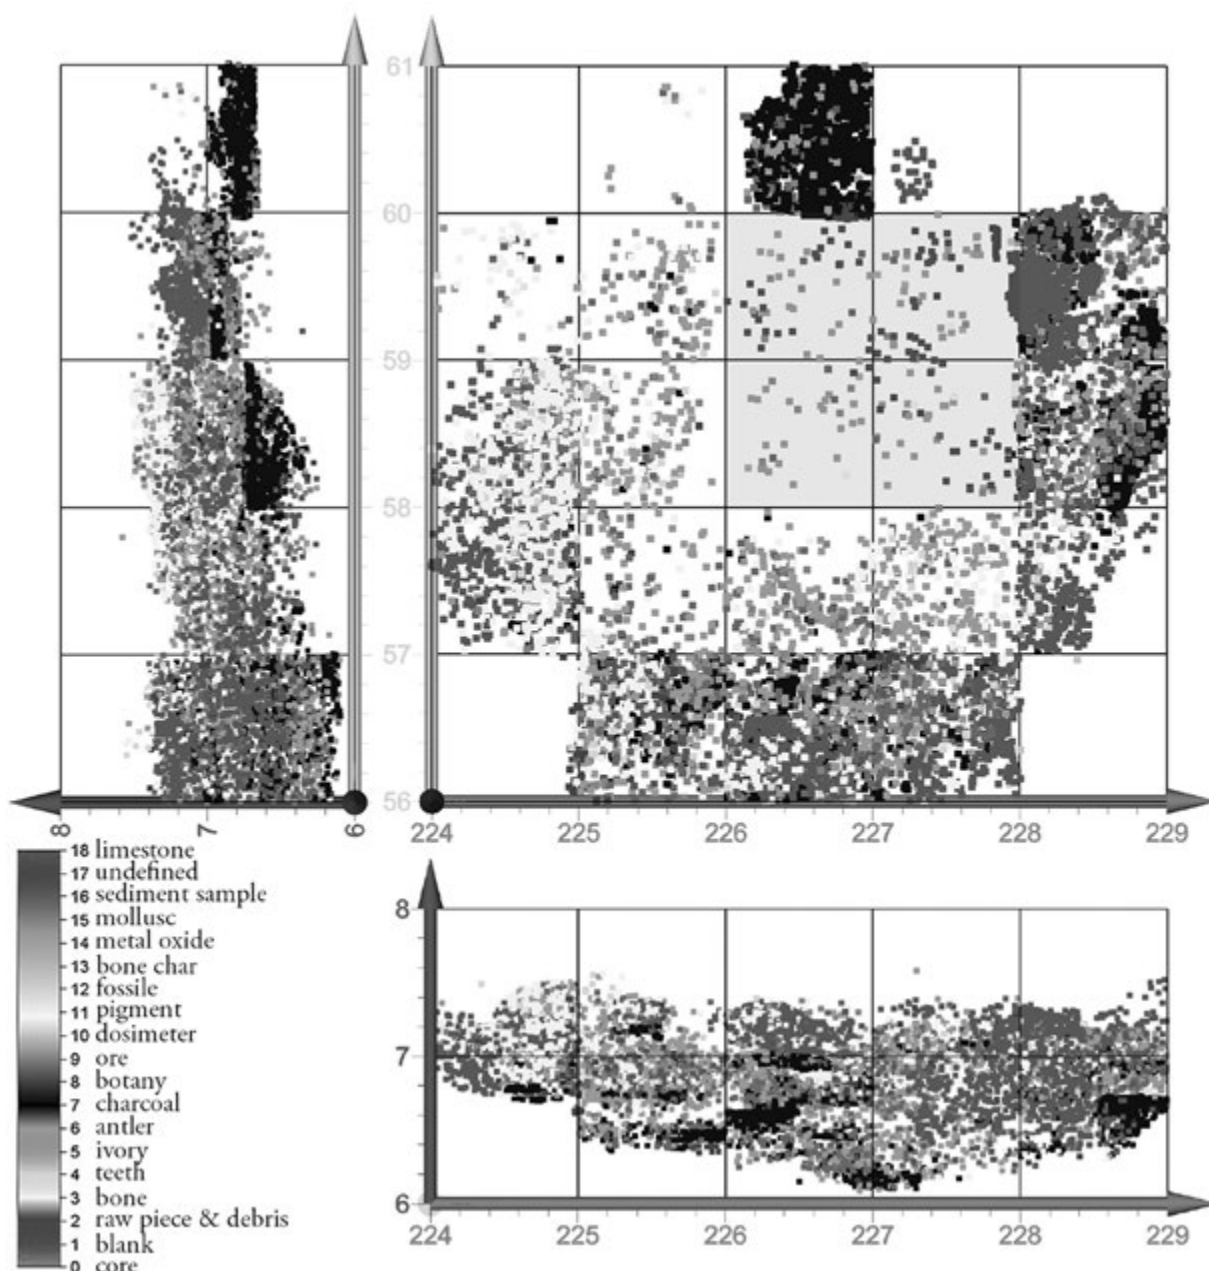 61
60
59
58
57
56
8 7 6
224 225 226 227 228 229
18 limestone
17 undefined
16 sediment sample
15 mollusc
14 metal oxide
13 bone char
12 fossile
11 pigment
10 dosimeter
9 ore
8 botany
7 charcoal
6 antler
5 ivory
4 teeth
3 bone
2 raw piece & debris
1 blank
0 core
8
7
6
224 225 226 227 228 229